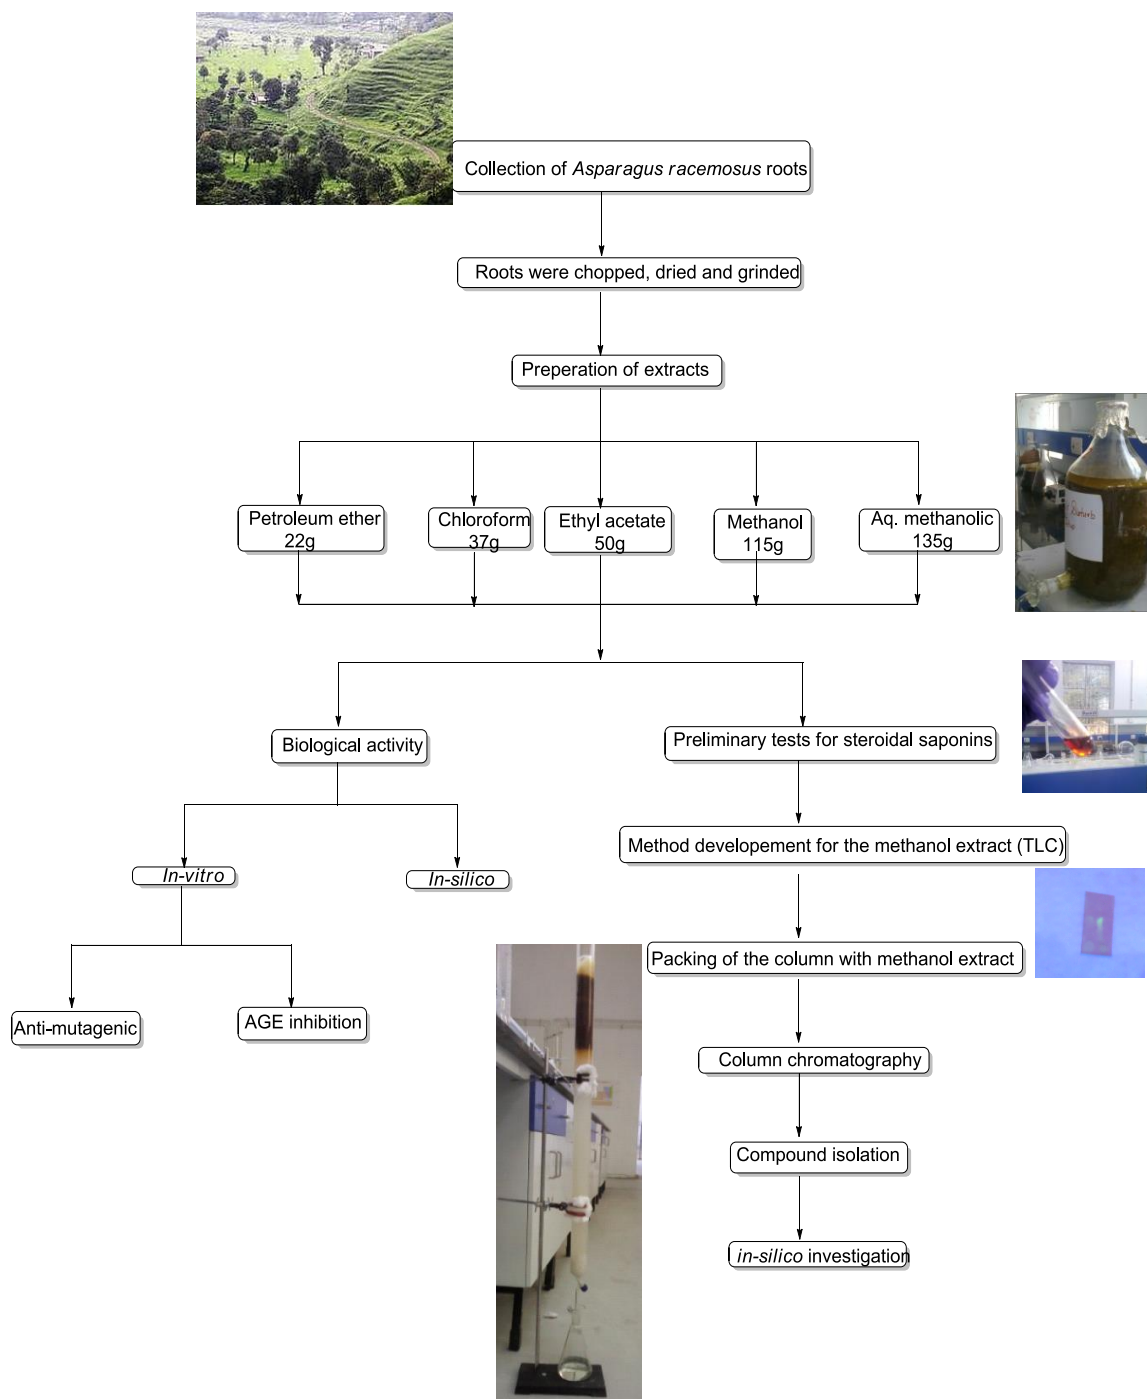 Collection of Asparagus racemosus roots
Roots were chopped, dried and grinded
Preperation of extracts
Petroleum ether
22g
Chloroform
37g
Ethyl acetate
50g
Methanol
115g
Aq. methanolic
135g
Biological activity
Preliminary tests for steroidal saponins
Method developement for the methanol extract (TLC)
In-vitro
In-silico
Packing of the column with methanol extract
Anti-mutagenic
AGE inhibition
Column chromatography
Compound isolation
in-silico investigation